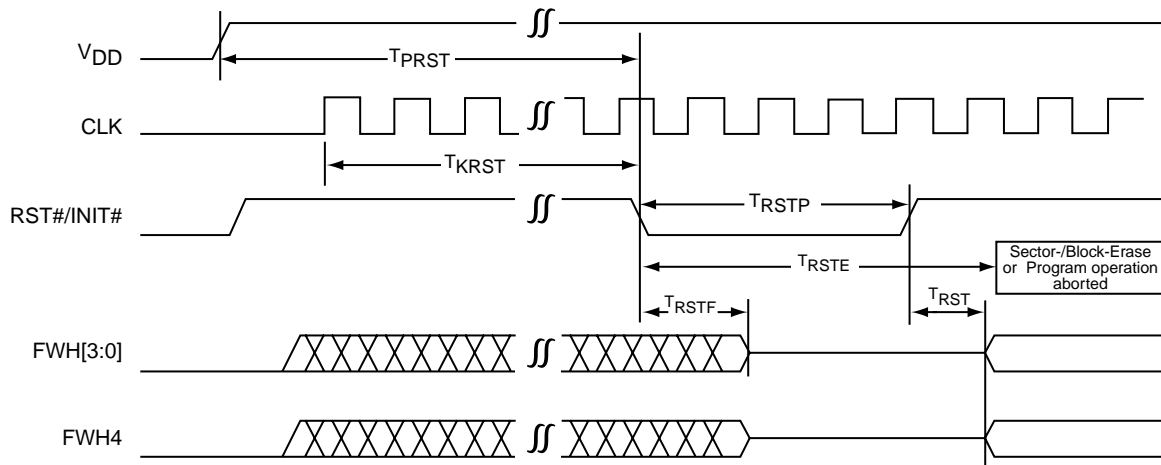 VDD
TPRST
CLK
TKRST
RST#/INIT#
TRSTP
TRSTE
Sector-/Block-Erase
or Program operation
aborted
TRSTF
TRST
FWH[3:0]
FWH4